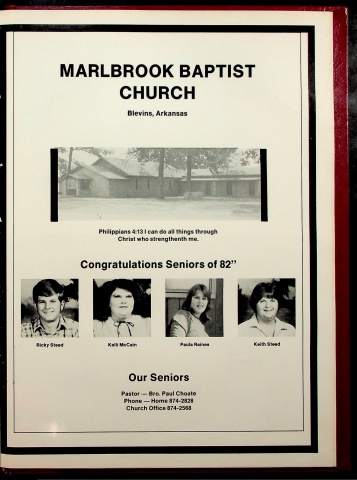 MARLBROOK BAPTIST
CHURCH
Blevins, Arkansas
Philippians 4:13 I can do all things through
Christ who strengthenth me.
Congratulations Seniors of 82"
Ricky Steed
Kelli McCain
Paula Raines
Keith Steed
Our Seniors
Pastor — Bro. Paul Choate
Phone — Home 874-2828
Church Office 874-2568